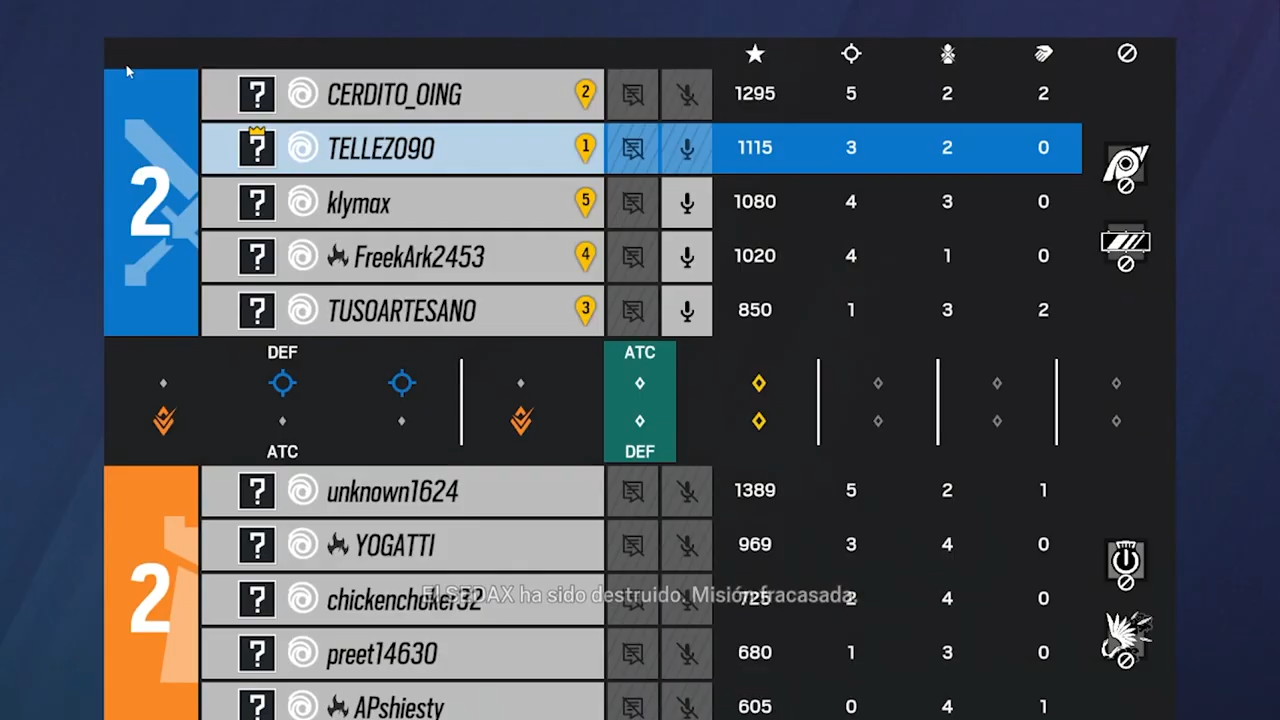 ? CERDITO_OING 2 1295 5 2 2
2
? TELLEZO90 1 1115 3 2 0
? klymax 5 1080 4 3 0
? FreekArk2453 4 1020 4 1 0
? TUSOARTESANO 3 850 1 3 2
DEF ATC
ATC DEF
? unknown1624 1389 5 2 1
? YOGATTI 969 3 4 0
2
? chickenchoker32 725 2 4 0
El SEDAX ha sido destruido. Misión fracasada.
? preet14630 680 1 3 0
? APshiesty 605 0 4 1